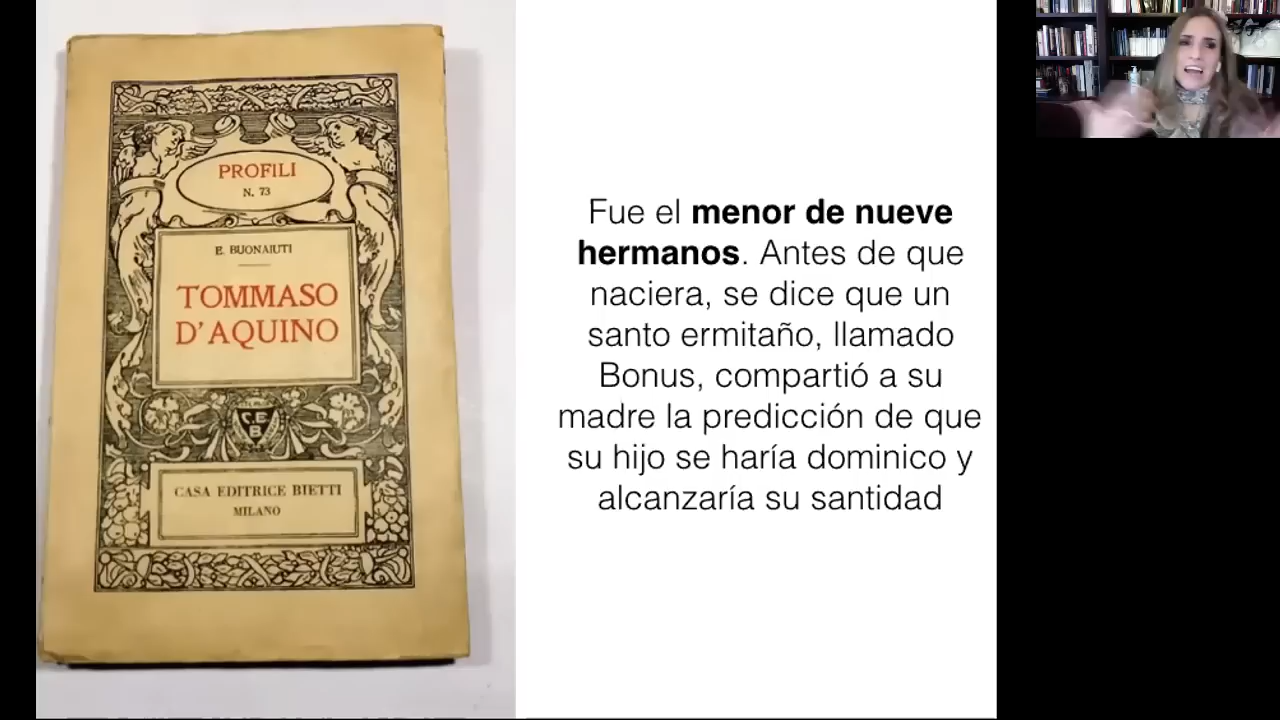 PROFILI
N. 73
E. BUONAIUTI
TOMMASO
D'AQUINO
C.E.
B
CASA EDITRICE BIETTI
MILANO
Fue el menor de nueve
hermanos. Antes de que
naciera, se dice que un
santo ermitaño, llamado
Bonus, compartió a su
madre la predicción de que
su hijo se haría dominico y
alcanzaría su santidad